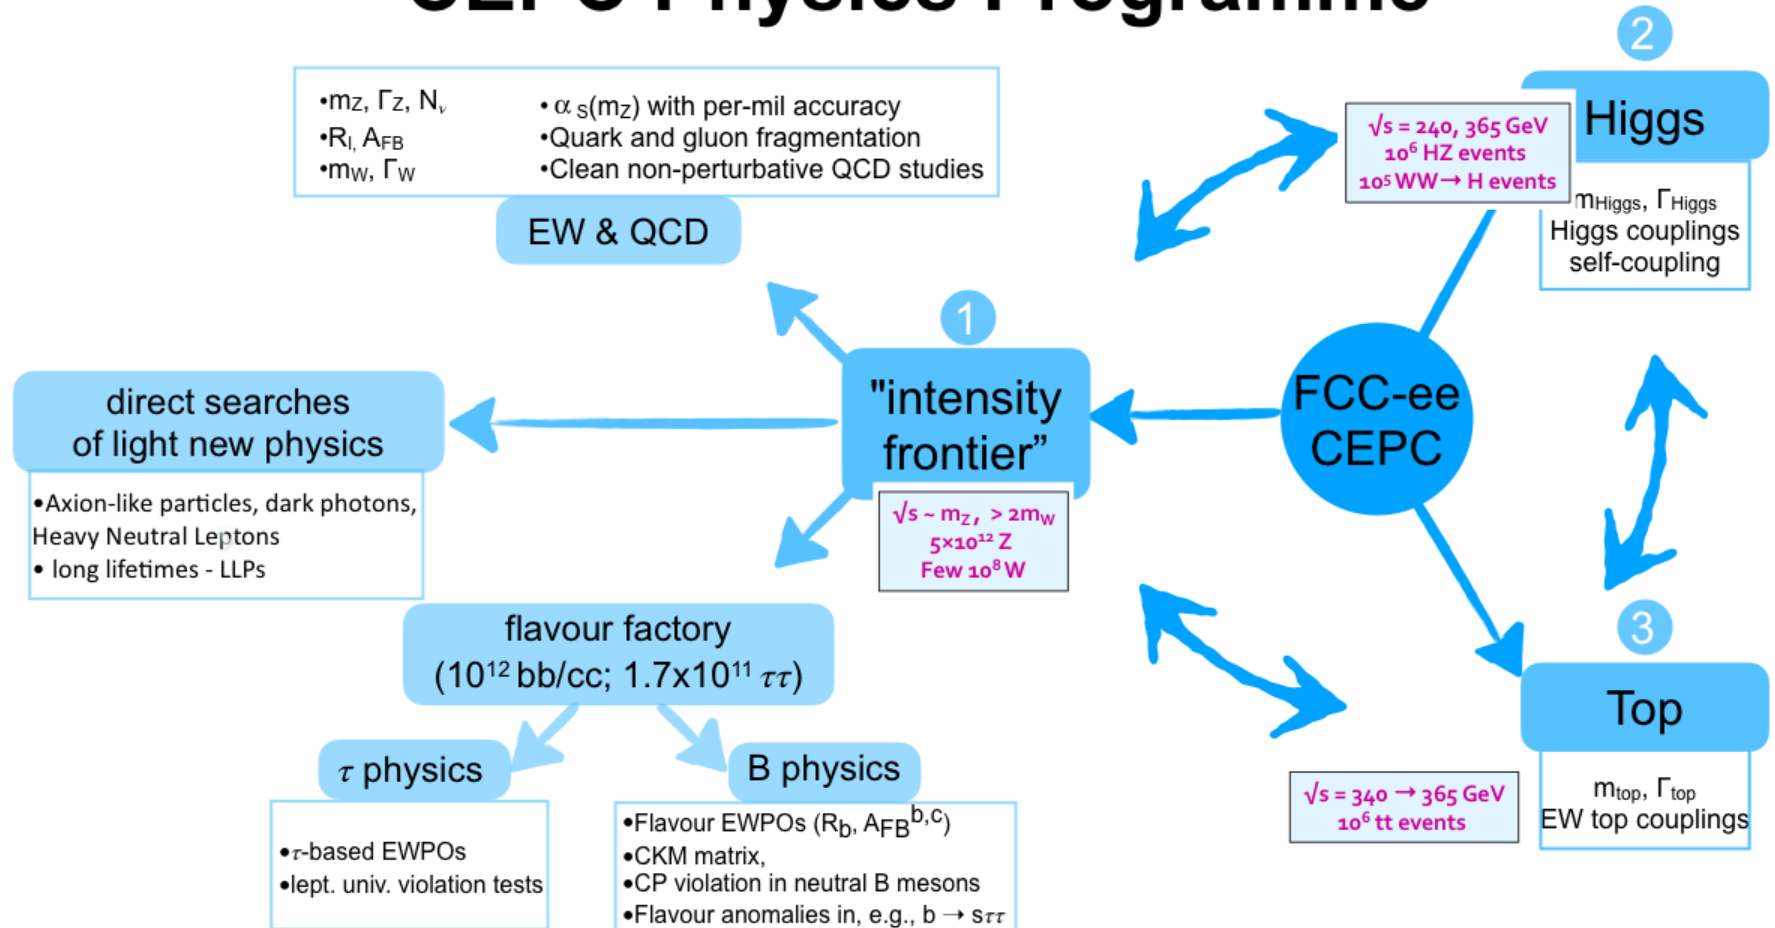 CEPC Physics Programme
2
Higgs
√s = 240, 365 GeV
10⁶ HZ events
10⁵ WW→ H events
mHiggs, ΓHiggs
Higgs couplings
self-coupling
•mZ, ΓZ, Nν
•Rl, AFB
•mW, ΓW
• αS(mZ) with per-mil accuracy
•Quark and gluon fragmentation
•Clean non-perturbative QCD studies
EW & QCD
1
"intensity
frontier”
√s ~ mZ, > 2mW
5×10¹² Z
Few 10⁸ W
FCC-ee
CEPC
direct searches
of light new physics
•Axion-like particles, dark photons,
Heavy Neutral Leptons
• long lifetimes - LLPs
flavour factory
(10¹² bb/cc; 1.7x10¹¹ ττ)
τ physics
•τ-based EWPOs
•lept. univ. violation tests
B physics
•Flavour EWPOs (Rb, AFBb,c)
•CKM matrix,
•CP violation in neutral B mesons
•Flavour anomalies in, e.g., b → sττ
3
Top
√s = 340 → 365 GeV
10⁶ tt events
mtop, Γtop
EW top couplings